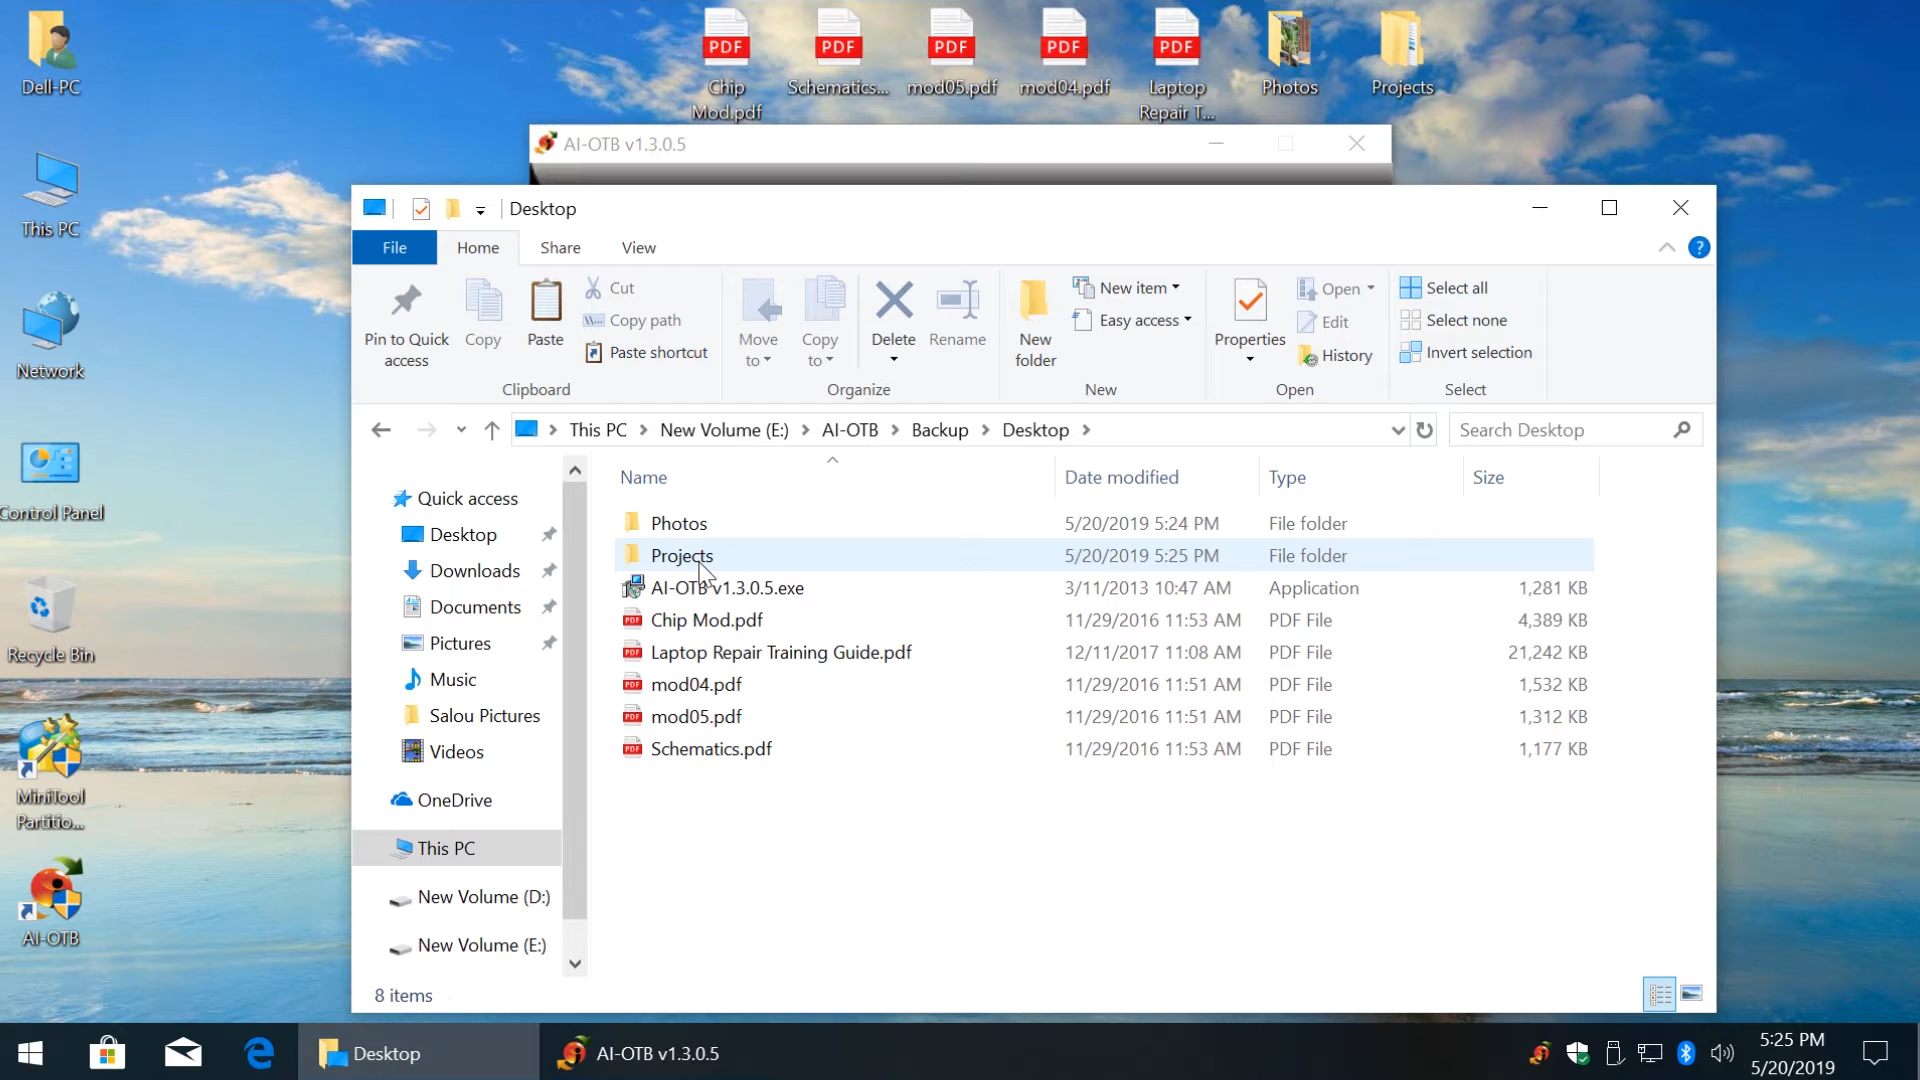 Dell-PC
This PC
Network
Control Panel
Recycle Bin
MiniTool
Partitio...
AI-OTB
PDF
Chip
Mod.pdf
PDF
Schematics...
PDF
mod05.pdf
PDF
mod04.pdf
PDF
Laptop
Repair T...
Photos
Projects
AI-OTB v1.3.0.5
Desktop
File
Home
Share
View
?
Pin to Quick
access
Copy
Paste
Cut
Copy path
Paste shortcut
Clipboard
Move
to
Copy
to
Delete
Rename
Organize
New
folder
New item
Easy access
New
Properties
Open
Edit
History
Open
Select all
Select none
Invert selection
Select
This PC
New Volume (E:)
AI-OTB
Backup
Desktop
Search Desktop
Quick access
Desktop
Downloads
Documents
Pictures
Music
Salou Pictures
Videos
OneDrive
This PC
New Volume (D:)
New Volume (E:)
Name Date modified Type Size
Photos 5/20/2019 5:24 PM File folder
Projects 5/20/2019 5:25 PM File folder
AI-OTB v1.3.0.5.exe 3/11/2013 10:47 AM Application 1,281 KB
PDF Chip Mod.pdf 11/29/2016 11:53 AM PDF File 4,389 KB
PDF Laptop Repair Training Guide.pdf 12/11/2017 11:08 AM PDF File 21,242 KB
PDF mod04.pdf 11/29/2016 11:51 AM PDF File 1,532 KB
PDF mod05.pdf 11/29/2016 11:51 AM PDF File 1,312 KB
PDF Schematics.pdf 11/29/2016 11:53 AM PDF File 1,177 KB
8 items
Desktop
AI-OTB v1.3.0.5
5:25 PM
5/20/2019